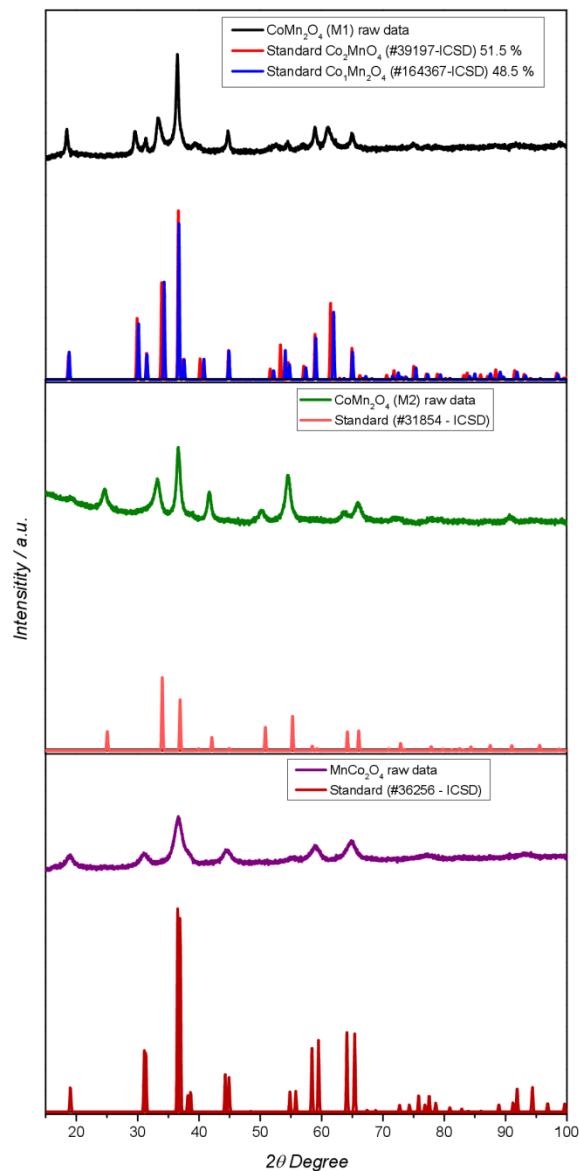 CoMn₂O₄ (M1) raw data
Standard Co₂MnO₄ (#39197-ICSD) 51.5 %
Standard Co₁Mn₂O₄ (#164367-ICSD) 48.5 %
CoMn₂O₄ (M2) raw data
Standard (#31854 - ICSD)
Intensitity / a.u.
MnCo₂O₄ raw data
Standard (#36256 - ICSD)
20 30 40 50 60 70 80 90 100
2θ Degree